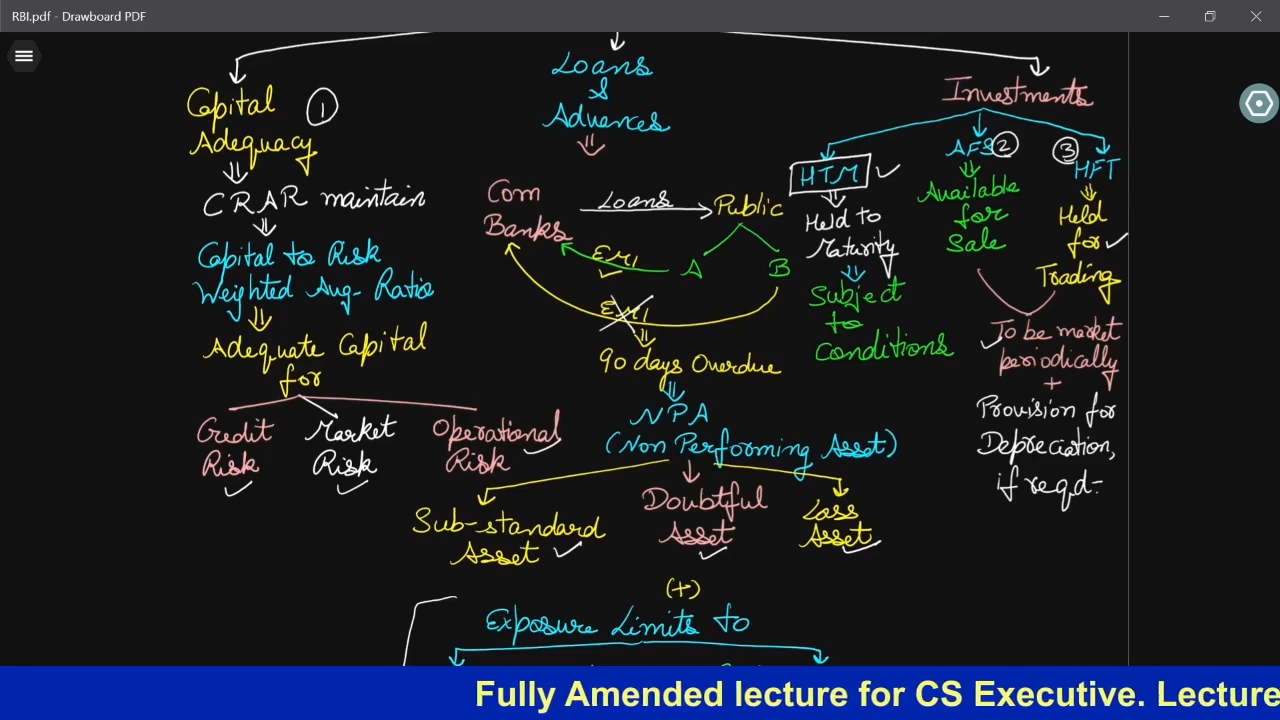 RBI.pdf - Drawboard PDF
Capital ①
Adequacy
CRAR maintain
Capital to Risk
Weighted Aug- Ratio
Adequate Capital
for
Credit
Risk
Market
Risk
Operational
Risk
Loans
&
Advances
Com
Banks
Loans
Public
A
B
EMI
EMI
90 days Overdue
NPA
(Non Performing Asset)
Sub-standard
Asset
Doubtful
Asset
Loss
Asset
(+)
Exposure Limits to
Investments
HTM
Held to
Maturity
Subject
to
Conditions
AFS ②
Available
for
Sale
③ HFT
Held
for
Trading
To be market
periodically
+
Provision for
Depreciation,
if reqd-
Fully Amended lecture for CS Executive. Lecture